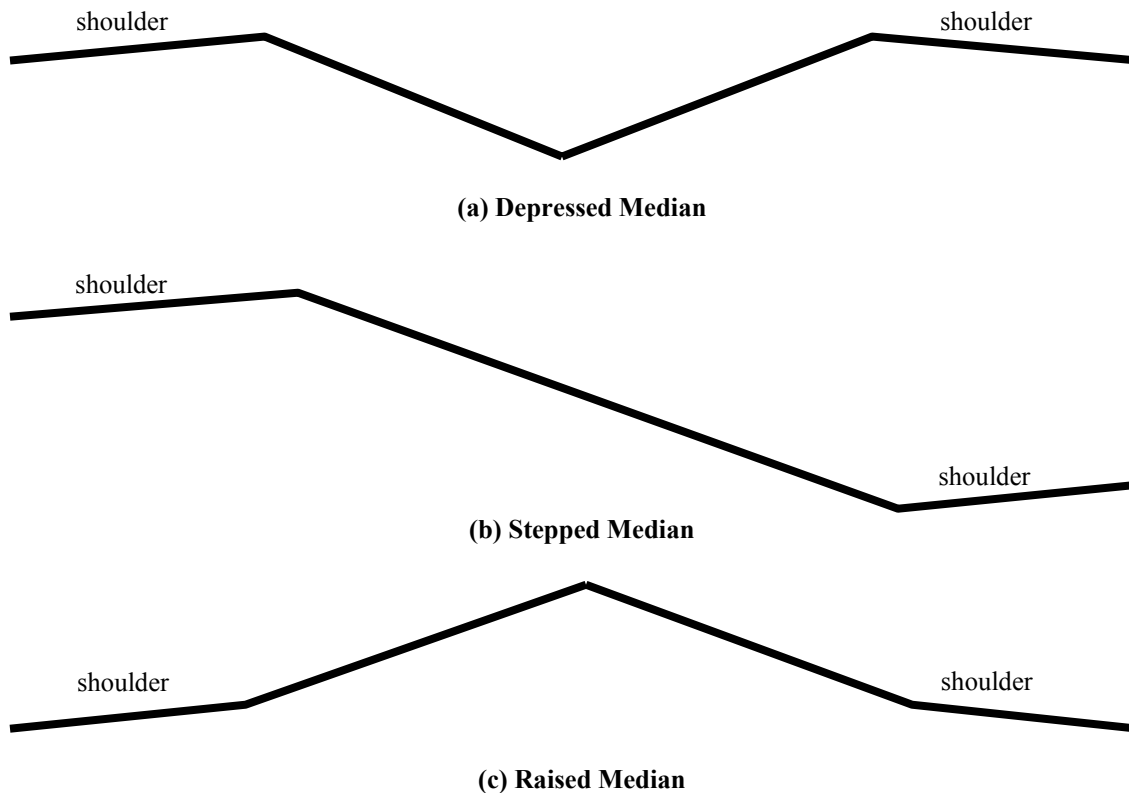 shoulder
shoulder
(a) Depressed Median
shoulder
shoulder
(b) Stepped Median
shoulder
shoulder
(c) Raised Median